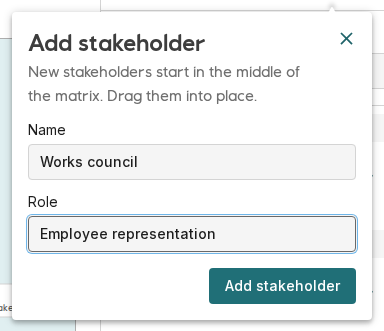 Add stakeholder
New stakeholders start in the middle of
the matrix. Drag them into place.
Name
Works council
Role
Employee representation
Add stakeholder